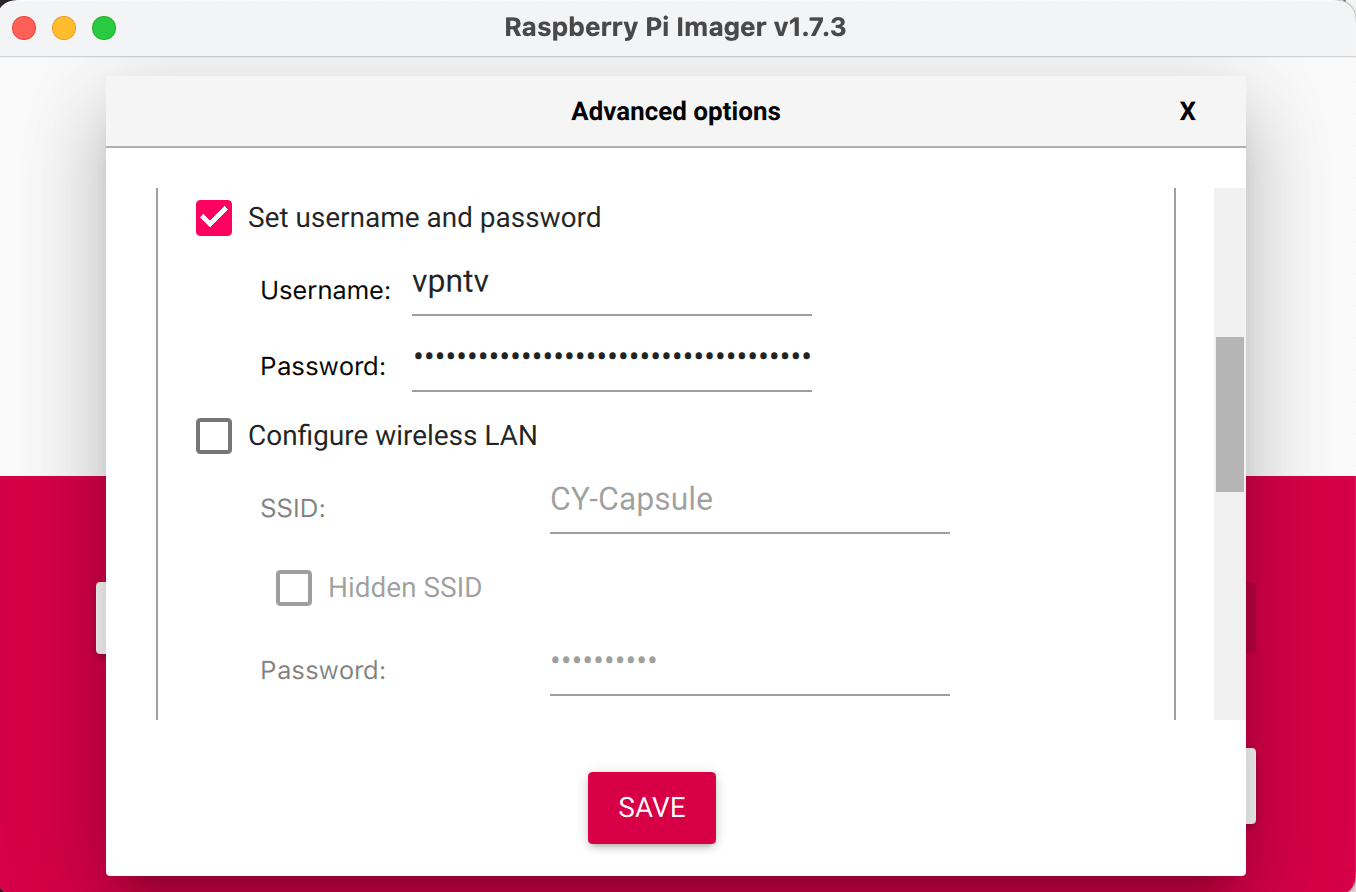 Raspberry Pi Imager v1.7.3
Advanced options
X
Set username and password
Username: vpntv
Password: •••••••••••••••••••••••••••••••••••••
Configure wireless LAN
SSID: CY-Capsule
Hidden SSID
Password: ••••••••••
SAVE